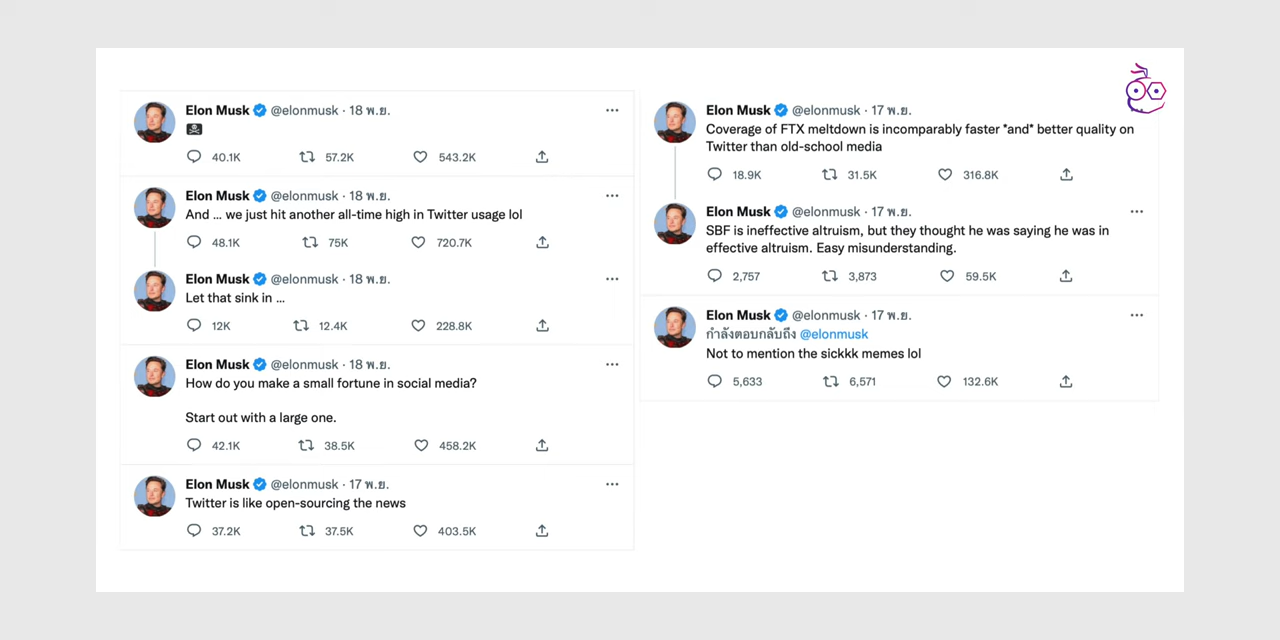 Elon Musk @elonmusk · 18 พ.ย.
🏴‍☠️
40.1K 57.2K 543.2K
Elon Musk @elonmusk · 18 พ.ย.
And … we just hit another all-time high in Twitter usage lol
48.1K 75K 720.7K
Elon Musk @elonmusk · 18 พ.ย.
Let that sink in …
12K 12.4K 228.8K
Elon Musk @elonmusk · 18 พ.ย.
How do you make a small fortune in social media?
Start out with a large one.
42.1K 38.5K 458.2K
Elon Musk @elonmusk · 17 พ.ย.
Twitter is like open-sourcing the news
37.2K 37.5K 403.5K
Elon Musk @elonmusk · 17 พ.ย.
Coverage of FTX meltdown is incomparably faster *and* better quality on
Twitter than old-school media
18.9K 31.5K 316.8K
Elon Musk @elonmusk · 17 พ.ย.
SBF is ineffective altruism, but they thought he was saying he was in
effective altruism. Easy misunderstanding.
2,757 3,873 59.5K
Elon Musk @elonmusk · 17 พ.ย.
กำลังตอบกลับถึง @elonmusk
Not to mention the sickkk memes lol
5,633 6,571 132.6K